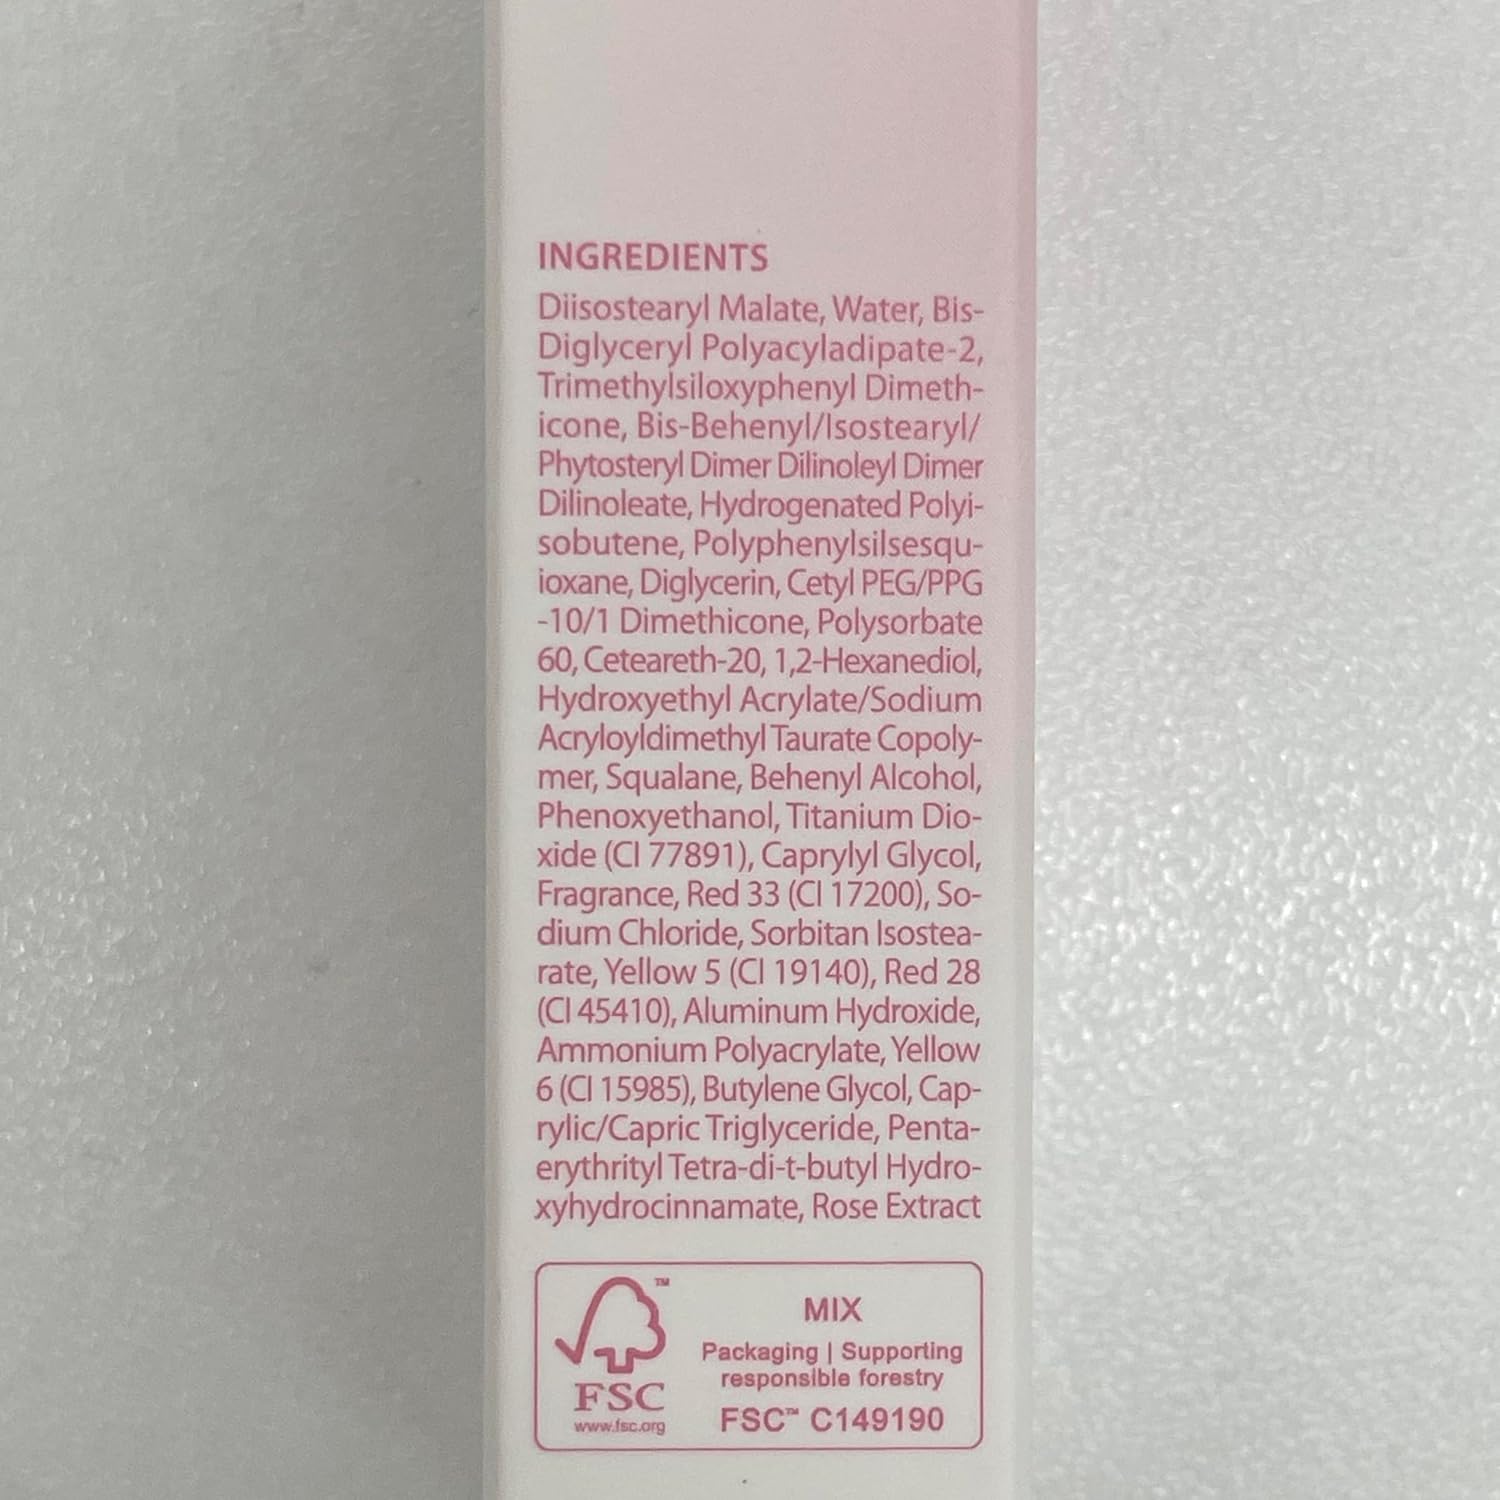 INGREDIENTS
Diisostearyl Malate, Water, Bis-
Diglyceryl Polyacyladipate-2,
Trimethylsiloxyphenyl Dimeth-
icone, Bis-Behenyl/Isostearyl/
Phytosteryl Dimer Dilinoleyl Dimer
Dilinoleate, Hydrogenated Polyi-
sobutene, Polyphenylsilsesqu-
ioxane, Diglycerin, Cetyl PEG/PPG
-10/1 Dimethicone, Polysorbate
60, Ceteareth-20, 1,2-Hexanediol,
Hydroxyethyl Acrylate/Sodium
Acryloyldimethyl Taurate Copoly-
mer, Squalane, Behenyl Alcohol,
Phenoxyethanol, Titanium Dio-
xide (CI 77891), Caprylyl Glycol,
Fragrance, Red 33 (CI 17200), So-
dium Chloride, Sorbitan Isostea-
rate, Yellow 5 (CI 19140), Red 28
(CI 45410), Aluminum Hydroxide,
Ammonium Polyacrylate, Yellow
6 (CI 15985), Butylene Glycol, Cap-
rylic/Capric Triglyceride, Penta-
erythrityl Tetra-di-t-butyl Hydro-
xyhydrocinnamate, Rose Extract
TM
FSC
www.fsc.org
MIX
Packaging | Supporting
responsible forestry
FSC™ C149190